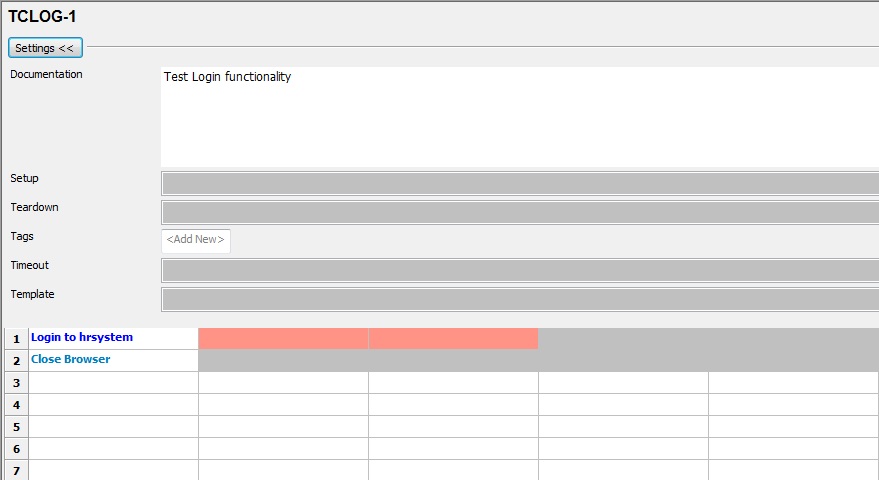 TCLOG-1
Settings <<
Documentation
Test Login functionality
Setup
Teardown
Tags
<Add New>
Timeout
Template
1 Login to hrsystem
2 Close Browser
3
4
5
6
7